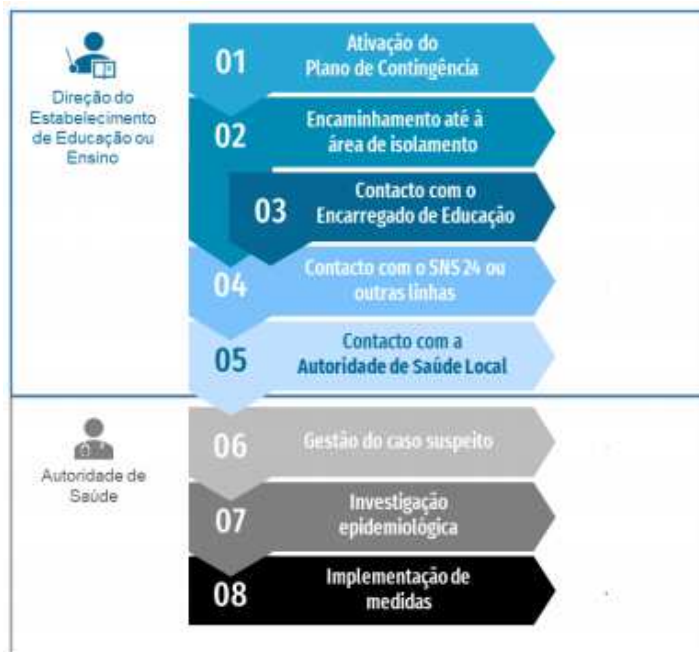 01
Ativação do
Plano de Contingência
Direção do
Estabelecimento
de Educação ou
Ensino
02
Encaminhamento até à
área de isolamento
03
Contacto com o
Encarregado de Educação
04
Contacto com o SNS 24 ou
outras linhas
05
Contacto com a
Autoridade de Saúde Local
Autoridade de
Saúde
06
Gestão do caso suspeito
07
Investigação
epidemiológica
08
Implementação de
medidas